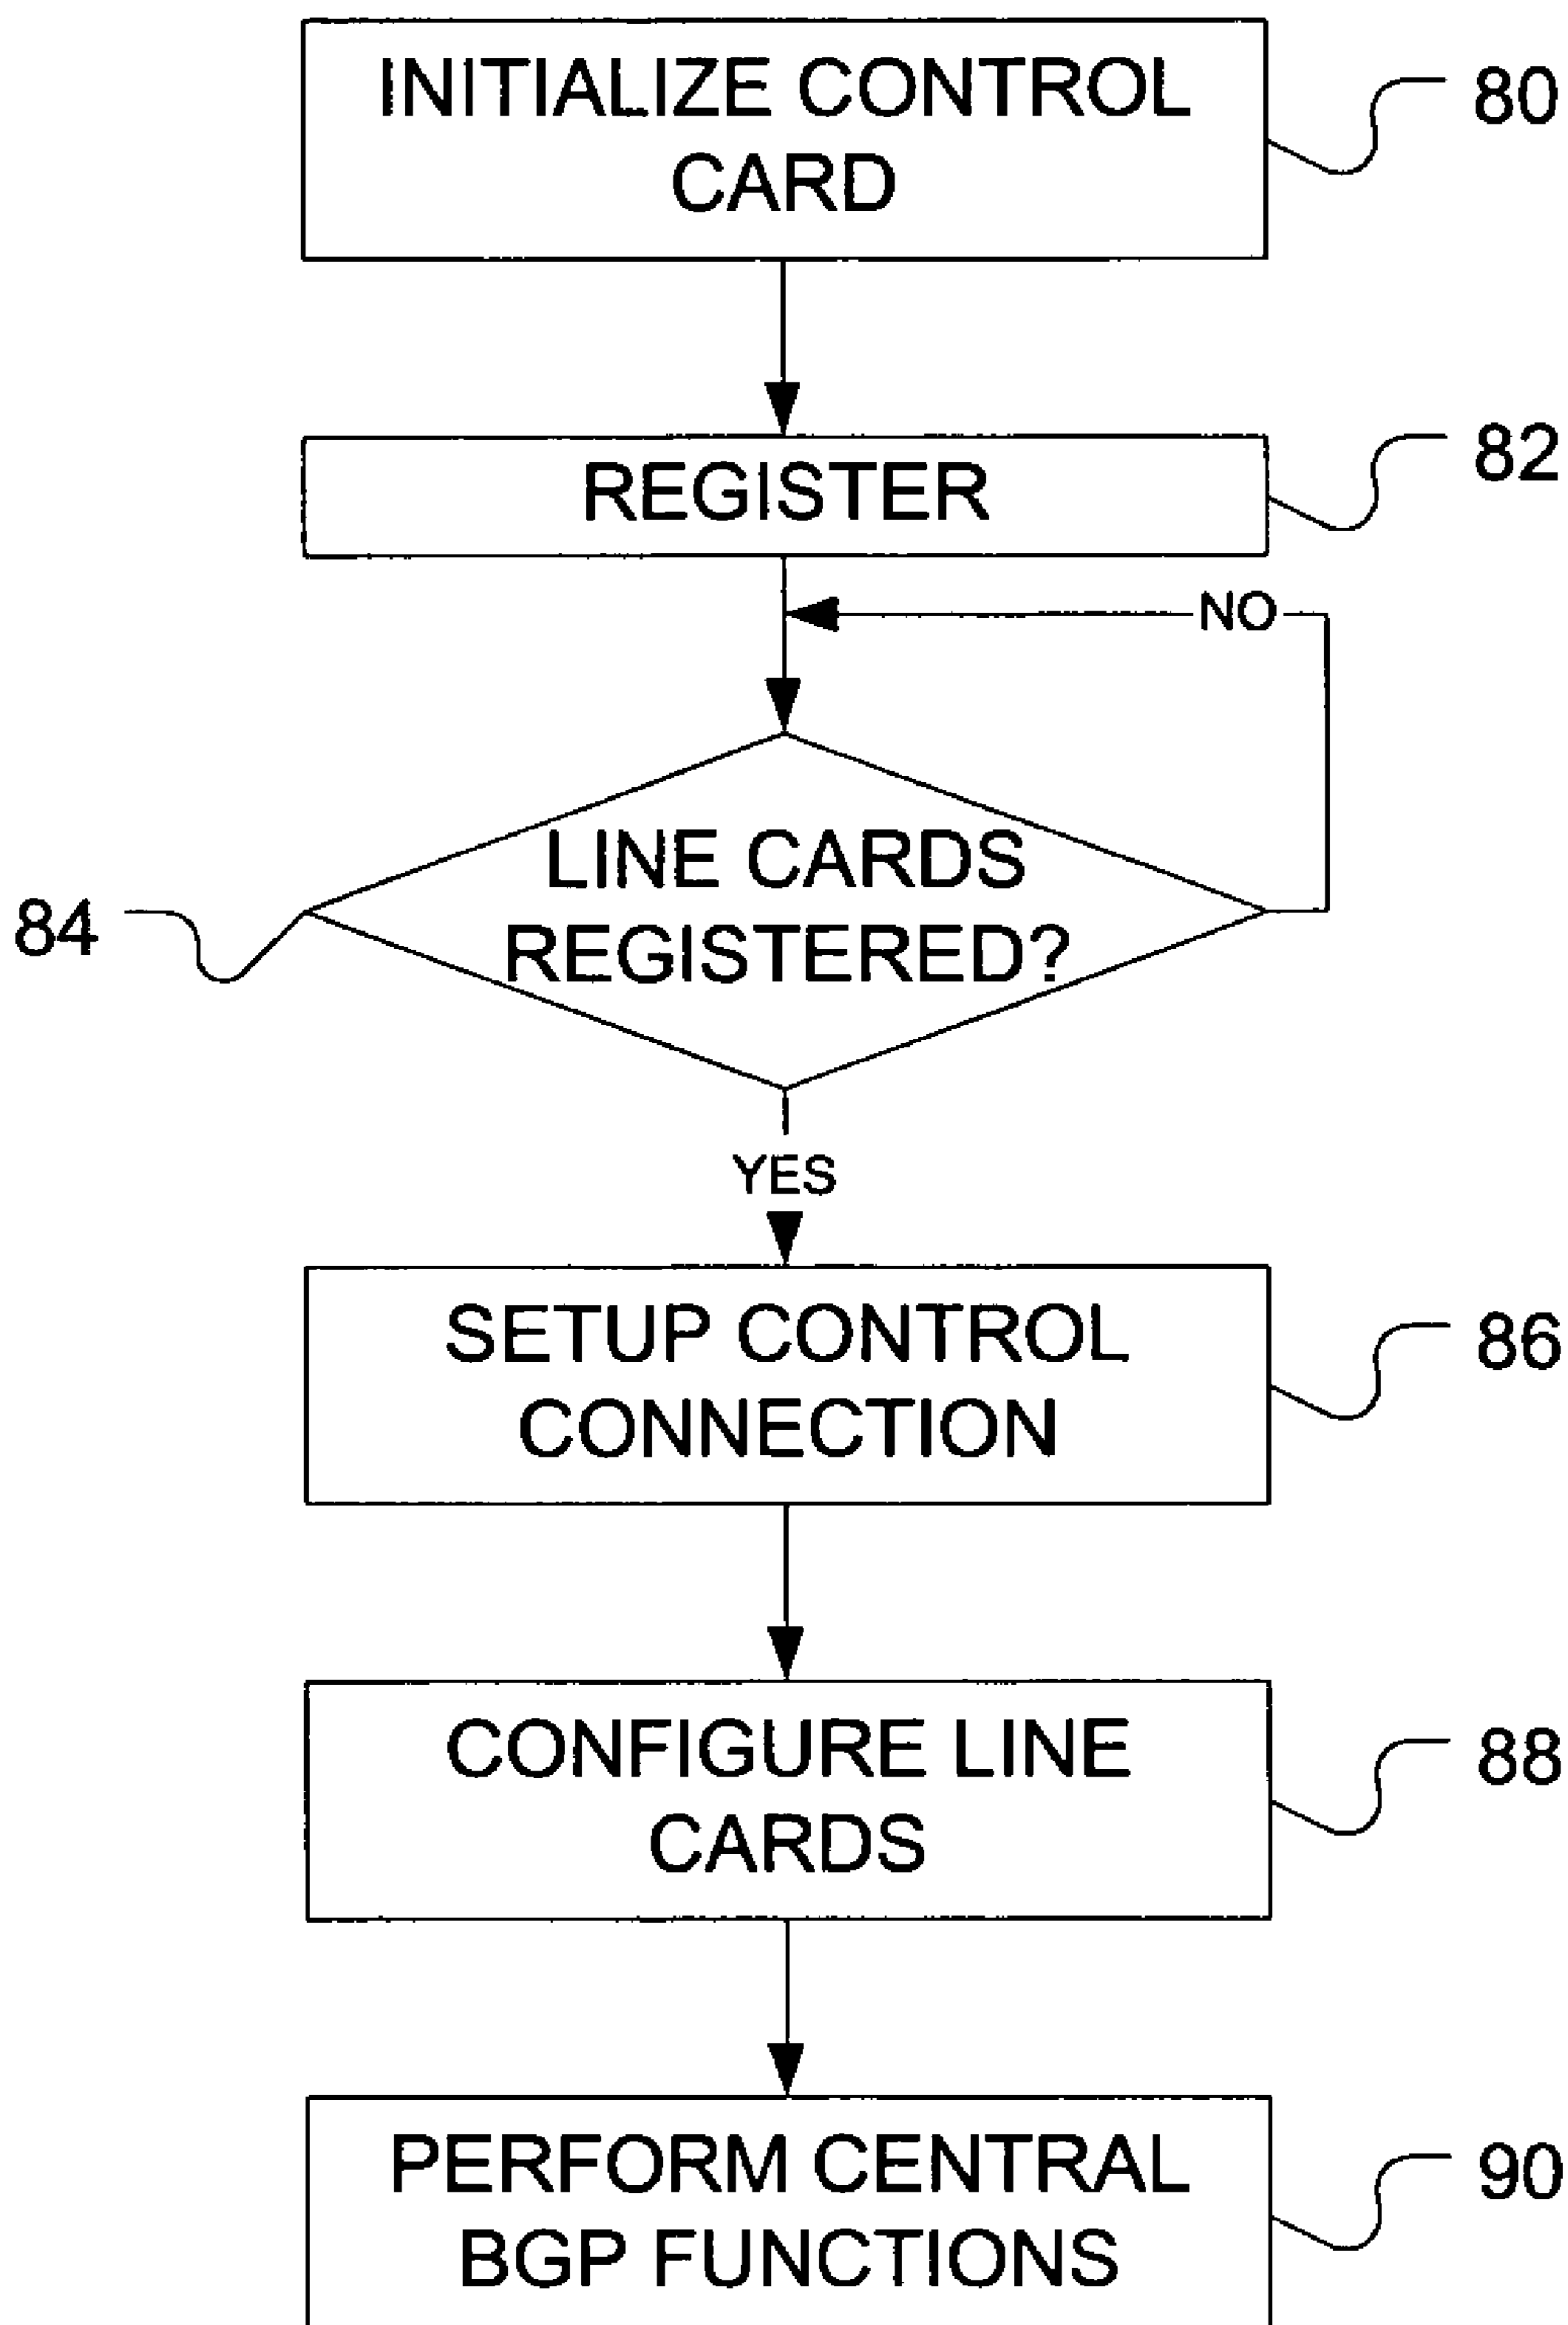 INITIALIZE CONTROL
CARD
80
REGISTER
82
NO
LINE CARDS
REGISTERED?
84
YES
SETUP CONTROL
CONNECTION
86
CONFIGURE LINE
CARDS
88
PERFORM CENTRAL
BGP FUNCTIONS
90